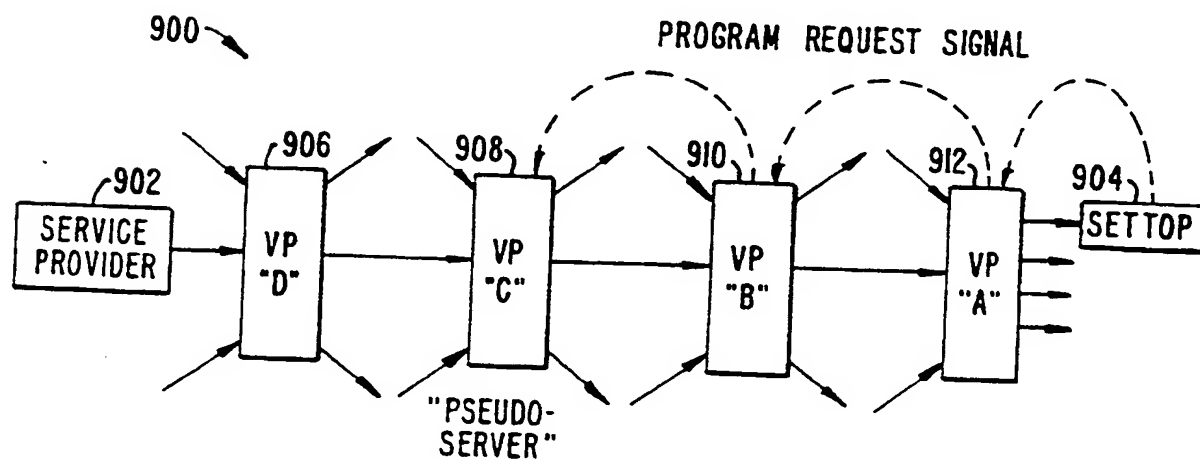 900
PROGRAM REQUEST SIGNAL
902
SERVICE
PROVIDER
906
VP
"D"
908
VP
"C"
"PSEUDO-
SERVER"
910
VP
"B"
912
VP
"A"
904
SETTOP